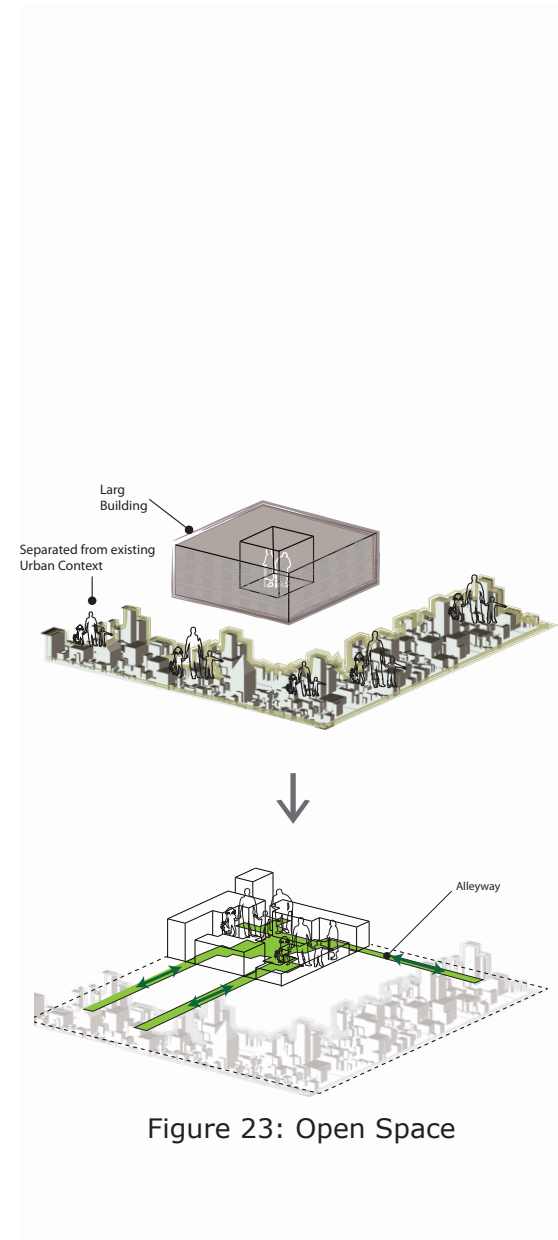 Larg
Building
Separated from existing
Urban Context
Alleyway
Figure 23: Open Space